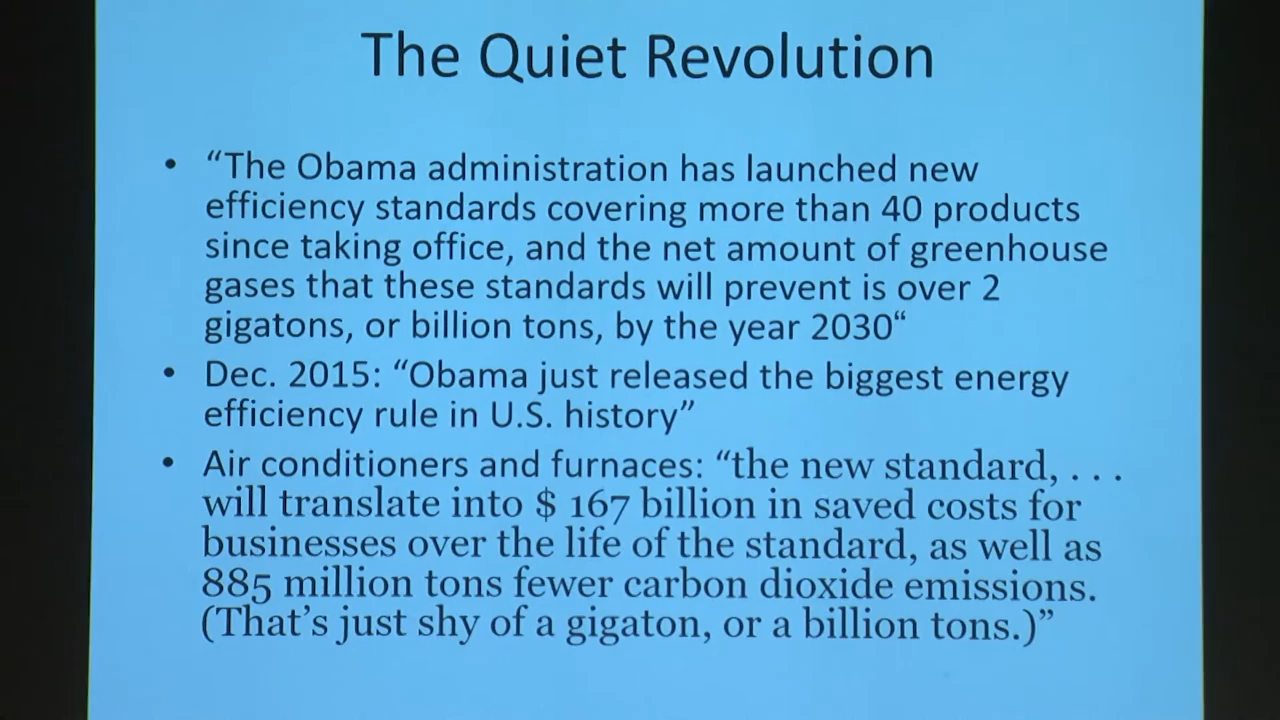 The Quiet Revolution
• “The Obama administration has launched new
efficiency standards covering more than 40 products
since taking office, and the net amount of greenhouse
gases that these standards will prevent is over 2
gigatons, or billion tons, by the year 2030“
• Dec. 2015: “Obama just released the biggest energy
efficiency rule in U.S. history”
• Air conditioners and furnaces: “the new standard, . . .
will translate into $ 167 billion in saved costs for
businesses over the life of the standard, as well as
885 million tons fewer carbon dioxide emissions.
(That’s just shy of a gigaton, or a billion tons.)”